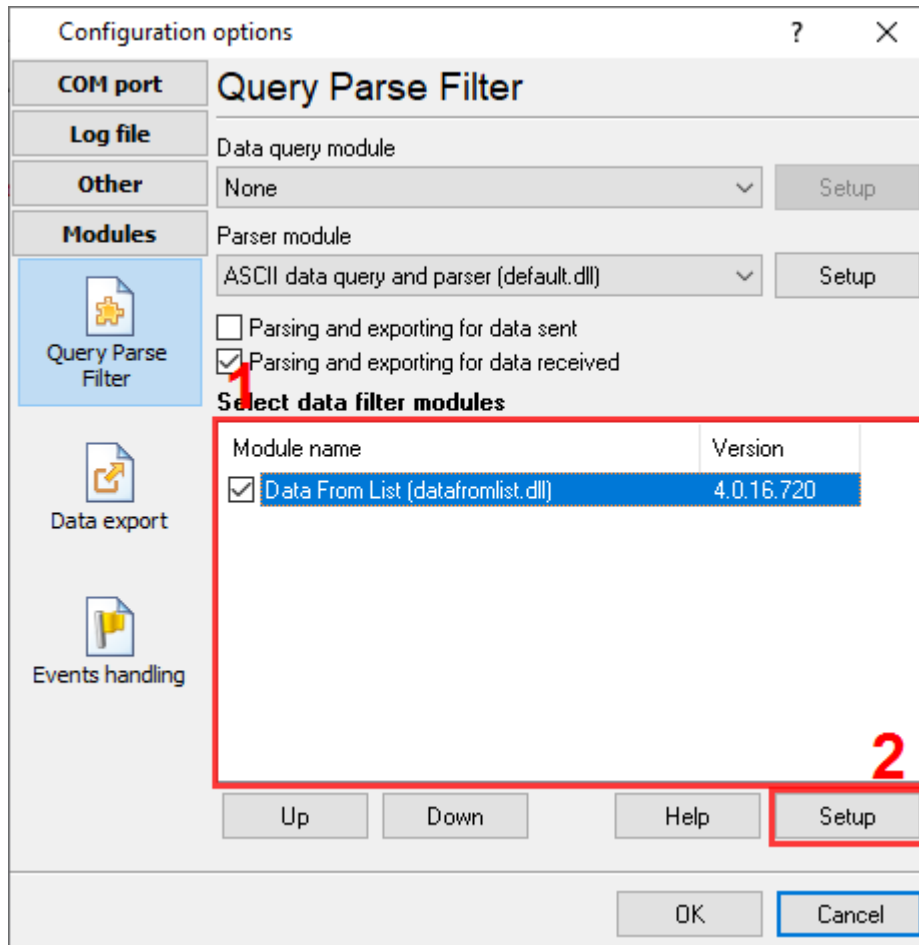 Configuration options
?
COM port
Log file
Other
Modules
Query Parse
Filter
Data export
Events handling
Query Parse Filter
Data query module
None
Setup
Parser module
ASCII data query and parser (default.dll)
Setup
Parsing and exporting for data sent
Parsing and exporting for data received
1
Select data filter modules
Module name Version
Data From List (datafromlist.dll) 4.0.16.720
2
Up Down Help Setup
OK Cancel